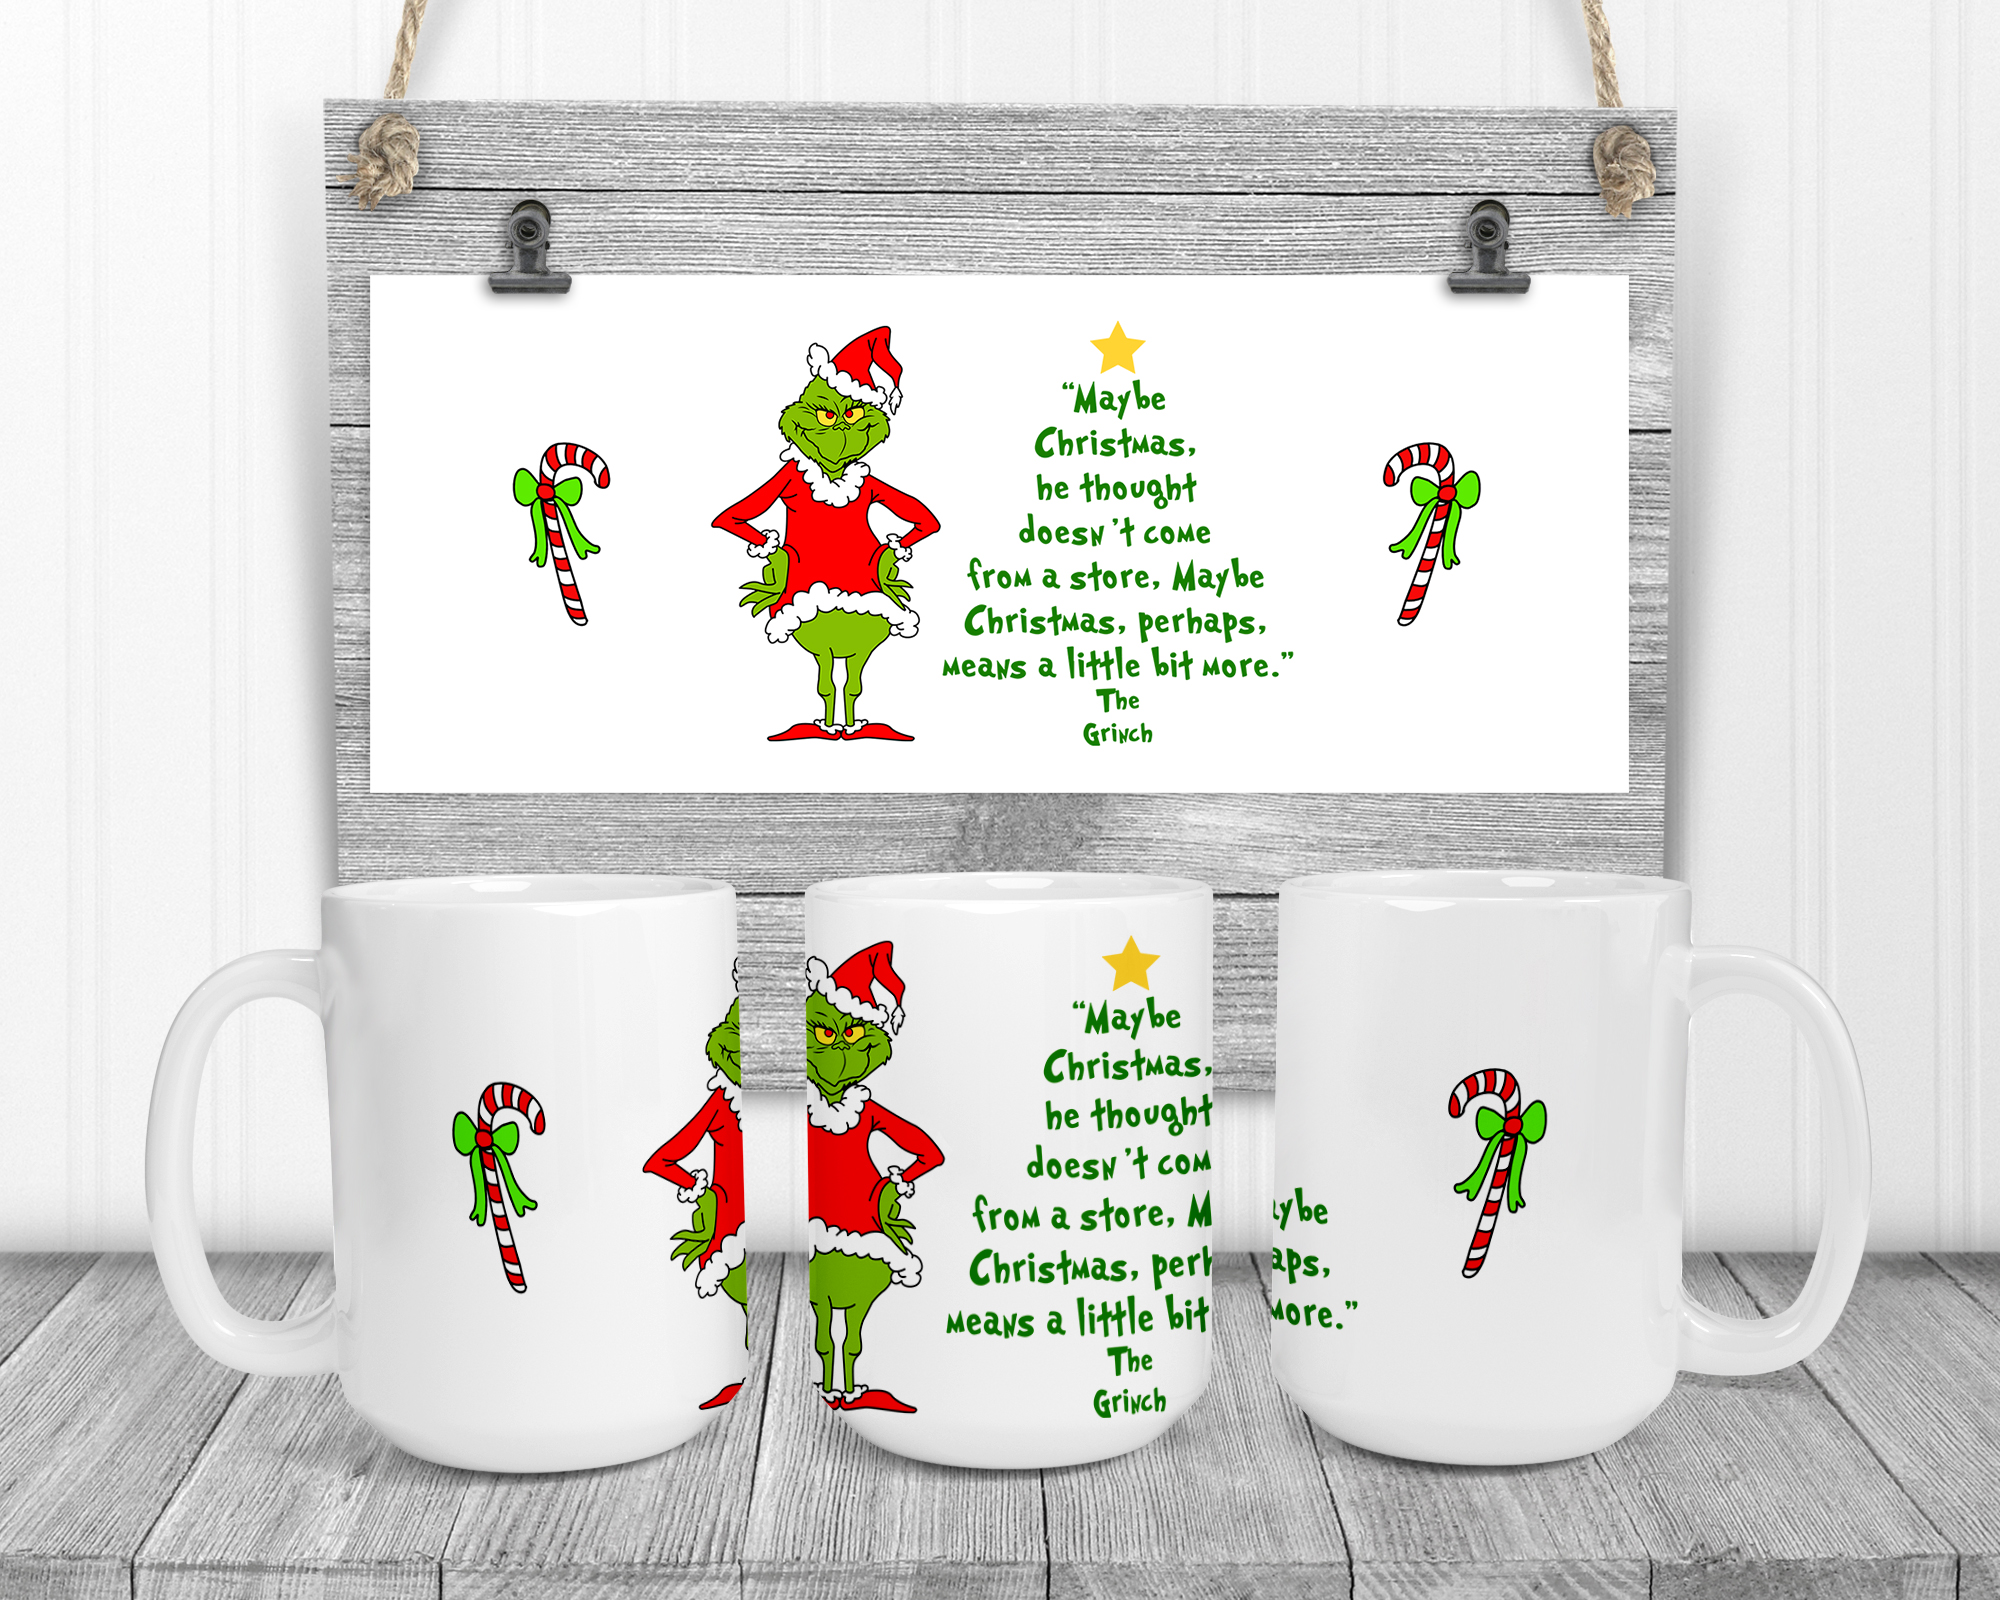 “Maybe
Christmas,
he thought
doesn't come
from a store, Maybe
Christmas, perhaps,
means a little bit more.”
The
Grinch
“Maybe
Christmas,
he thought
doesn't com
from a store, M
Christmas, perh
means a little bit
The
Grinch
aybe
aps,
more.”